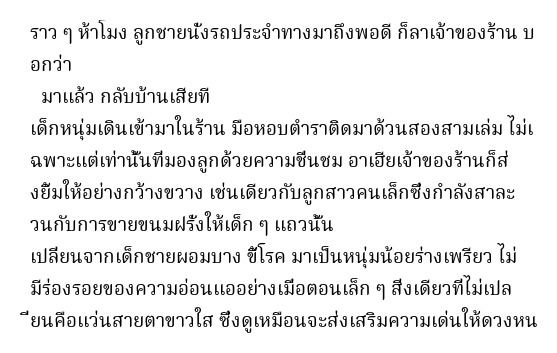 ราว ๆ ห้าโมง ลูกชายนั่งรถประจำทางมาถึงพอดี ก็ลาเจ้าของร้าน บ
อกว่า
มาแล้ว กลับบ้านเสียที
เด็กหนุ่มเดินเข้ามาในร้าน มือหอบตำราติดมาด้วนสองสามเล่ม ไม่เ
ฉพาะแต่เท่านั้นที่มองลูกด้วยความชื่นชม อาเฮียเจ้าของร้านก็ส่
งยิ้มให้อย่างกว้างขวาง เช่นเดียวกับลูกสาวคนเล็กซึ่งกำลังสาละ
วนกับการขายขนมฝรั่งให้เด็ก ๆ แถวนั้น
เปลี่ยนจากเด็กชายผอมบาง ขี้โรค มาเป็นหนุ่มน้อยร่างเพรียว ไม่
มีร่องรอยของความอ่อนแออย่างเมื่อตอนเล็ก ๆ สิ่งเดียวที่ไม่เปล
ี่ยนคือแว่นสายตาขาวใส ซึ่งดูเหมือนจะส่งเสริมความเด่นให้ดวงหน